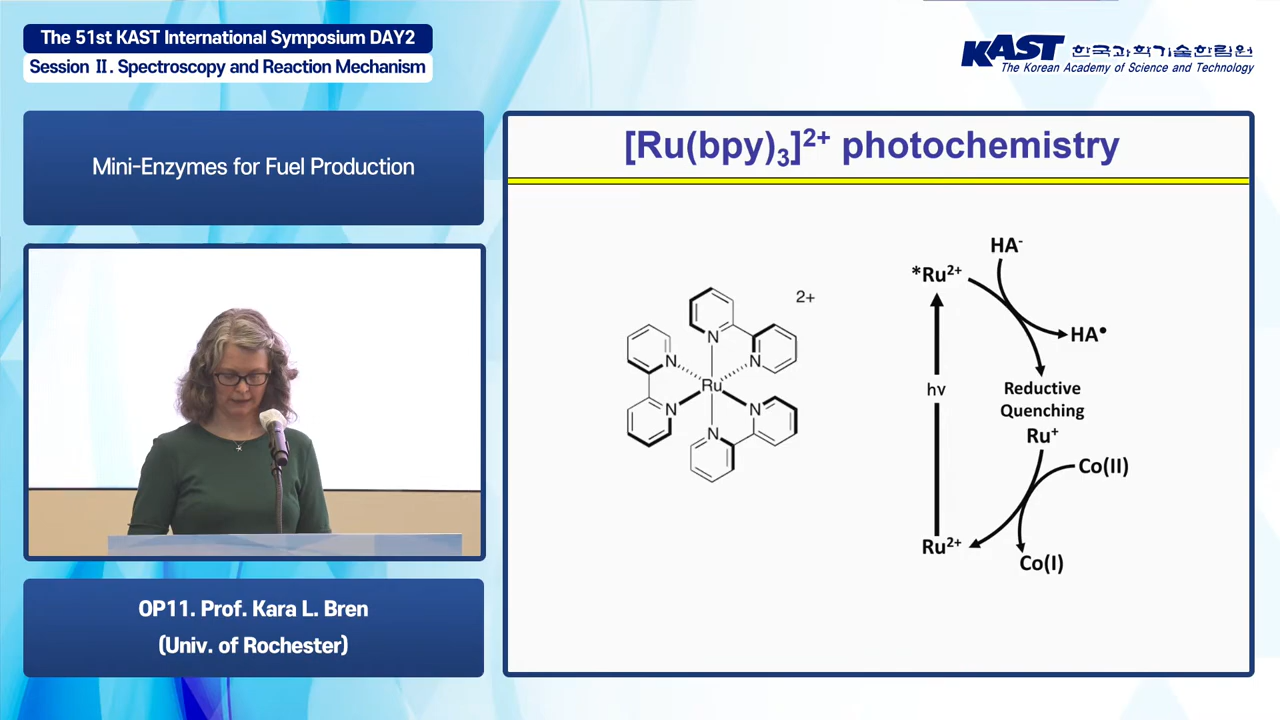 The 51st KAST International Symposium DAY2
Session Ⅱ. Spectroscopy and Reaction Mechanism
KAST 한국과학기술한림원
The Korean Academy of Science and Technology
Mini-Enzymes for Fuel Production
OP11. Prof. Kara L. Bren
(Univ. of Rochester)
[Ru(bpy)₃]²⁺ photochemistry
2+
N
N
N
Ru
N
N
N
HA⁻
*Ru²⁺
HA•
hν
Reductive
Quenching
Ru⁺
Co(II)
Ru²⁺
Co(I)